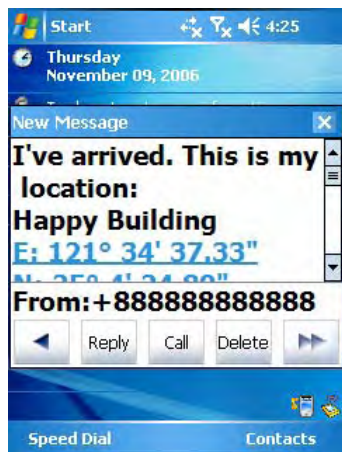 Start 4:25
Thursday
November 09, 2006
New Message
I've arrived. This is my
location:
Happy Building
E: 121° 34' 37.33"
From:+888888888888
Reply Call Delete
Speed Dial Contacts